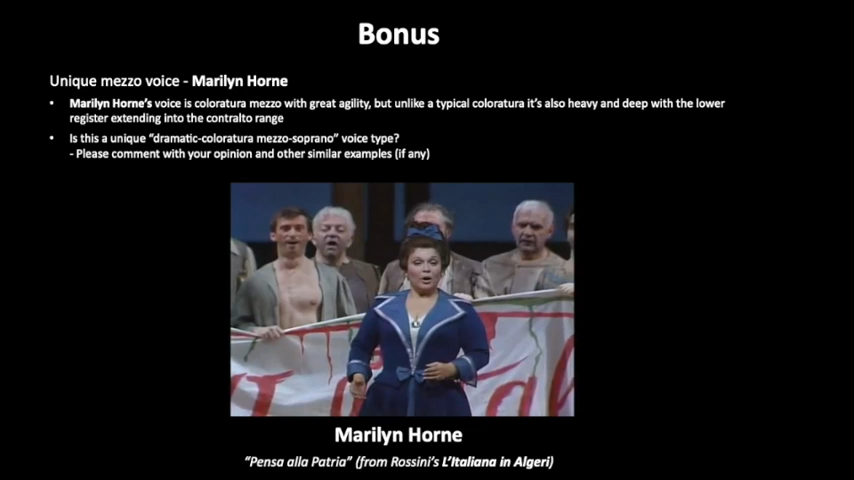 Bonus
Unique mezzo voice - Marilyn Horne
• Marilyn Horne's voice is coloratura mezzo with great agility, but unlike a typical coloratura it's also heavy and deep with the lower
register extending into the contralto range
• Is this a unique "dramatic-coloratura mezzo-soprano" voice type?
- Please comment with your opinion and other similar examples (if any)
Marilyn Horne
"Pensa alla Patria" (from Rossini's L'Italiana in Algeri)